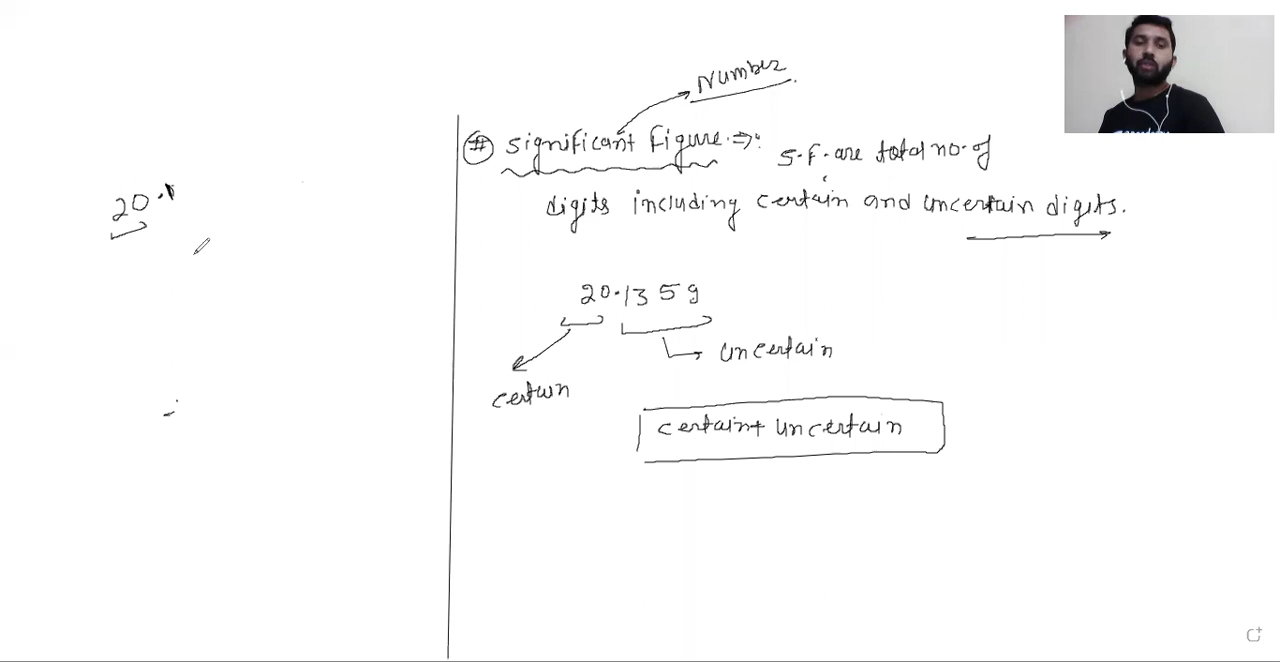 Number
# Significant Figure ⇒: S.F. are total no. of
digits including certain and uncertain digits.
20.1
20.1359
uncertain
certain
certain + uncertain